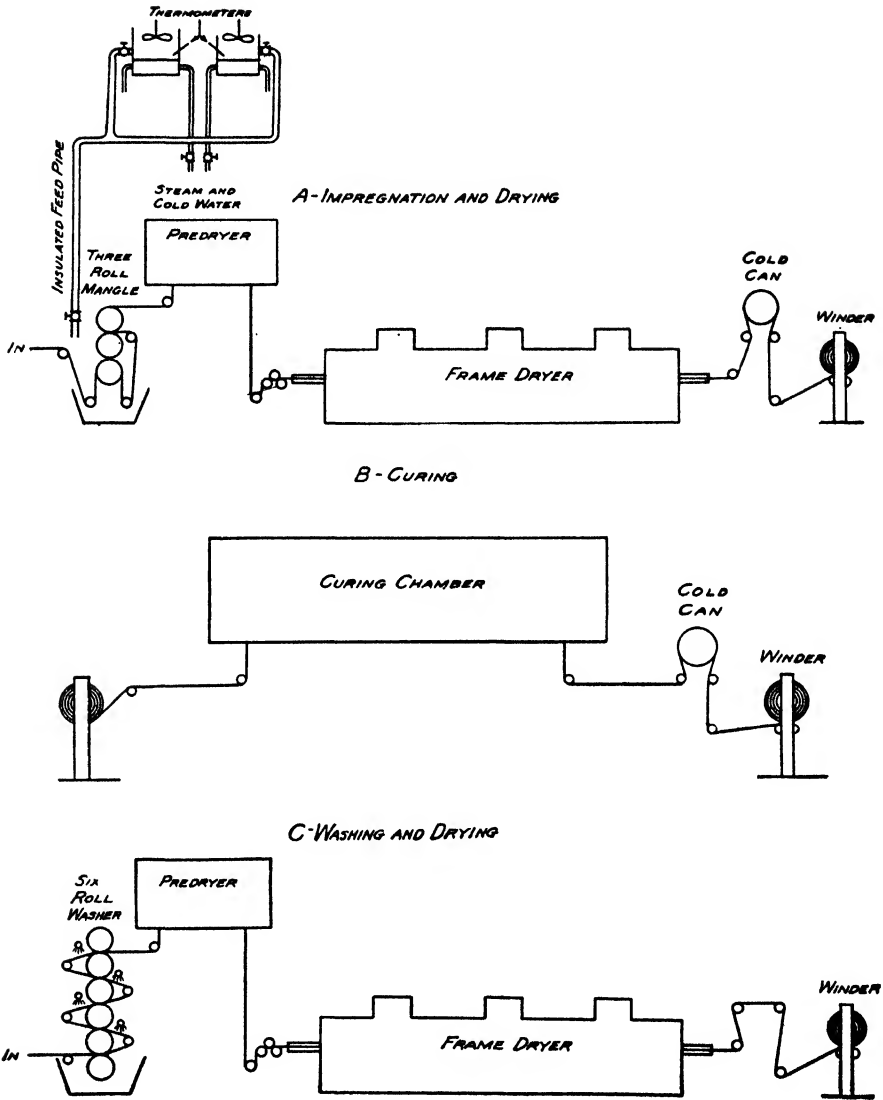 THERMOMETERS
INSULATED FEED PIPE
STEAM AND
COLD WATER
A-IMPREGNATION AND DRYING
PREDRYER
THREE
ROLL
MANGLE
COLD
CAN
WINDER
IN
FRAME DRYER
B-CURING
CURING CHAMBER
COLD
CAN
WINDER
C-WASHING AND DRYING
SIX
ROLL
WASHER
PREDRYER
WINDER
IN
FRAME DRYER